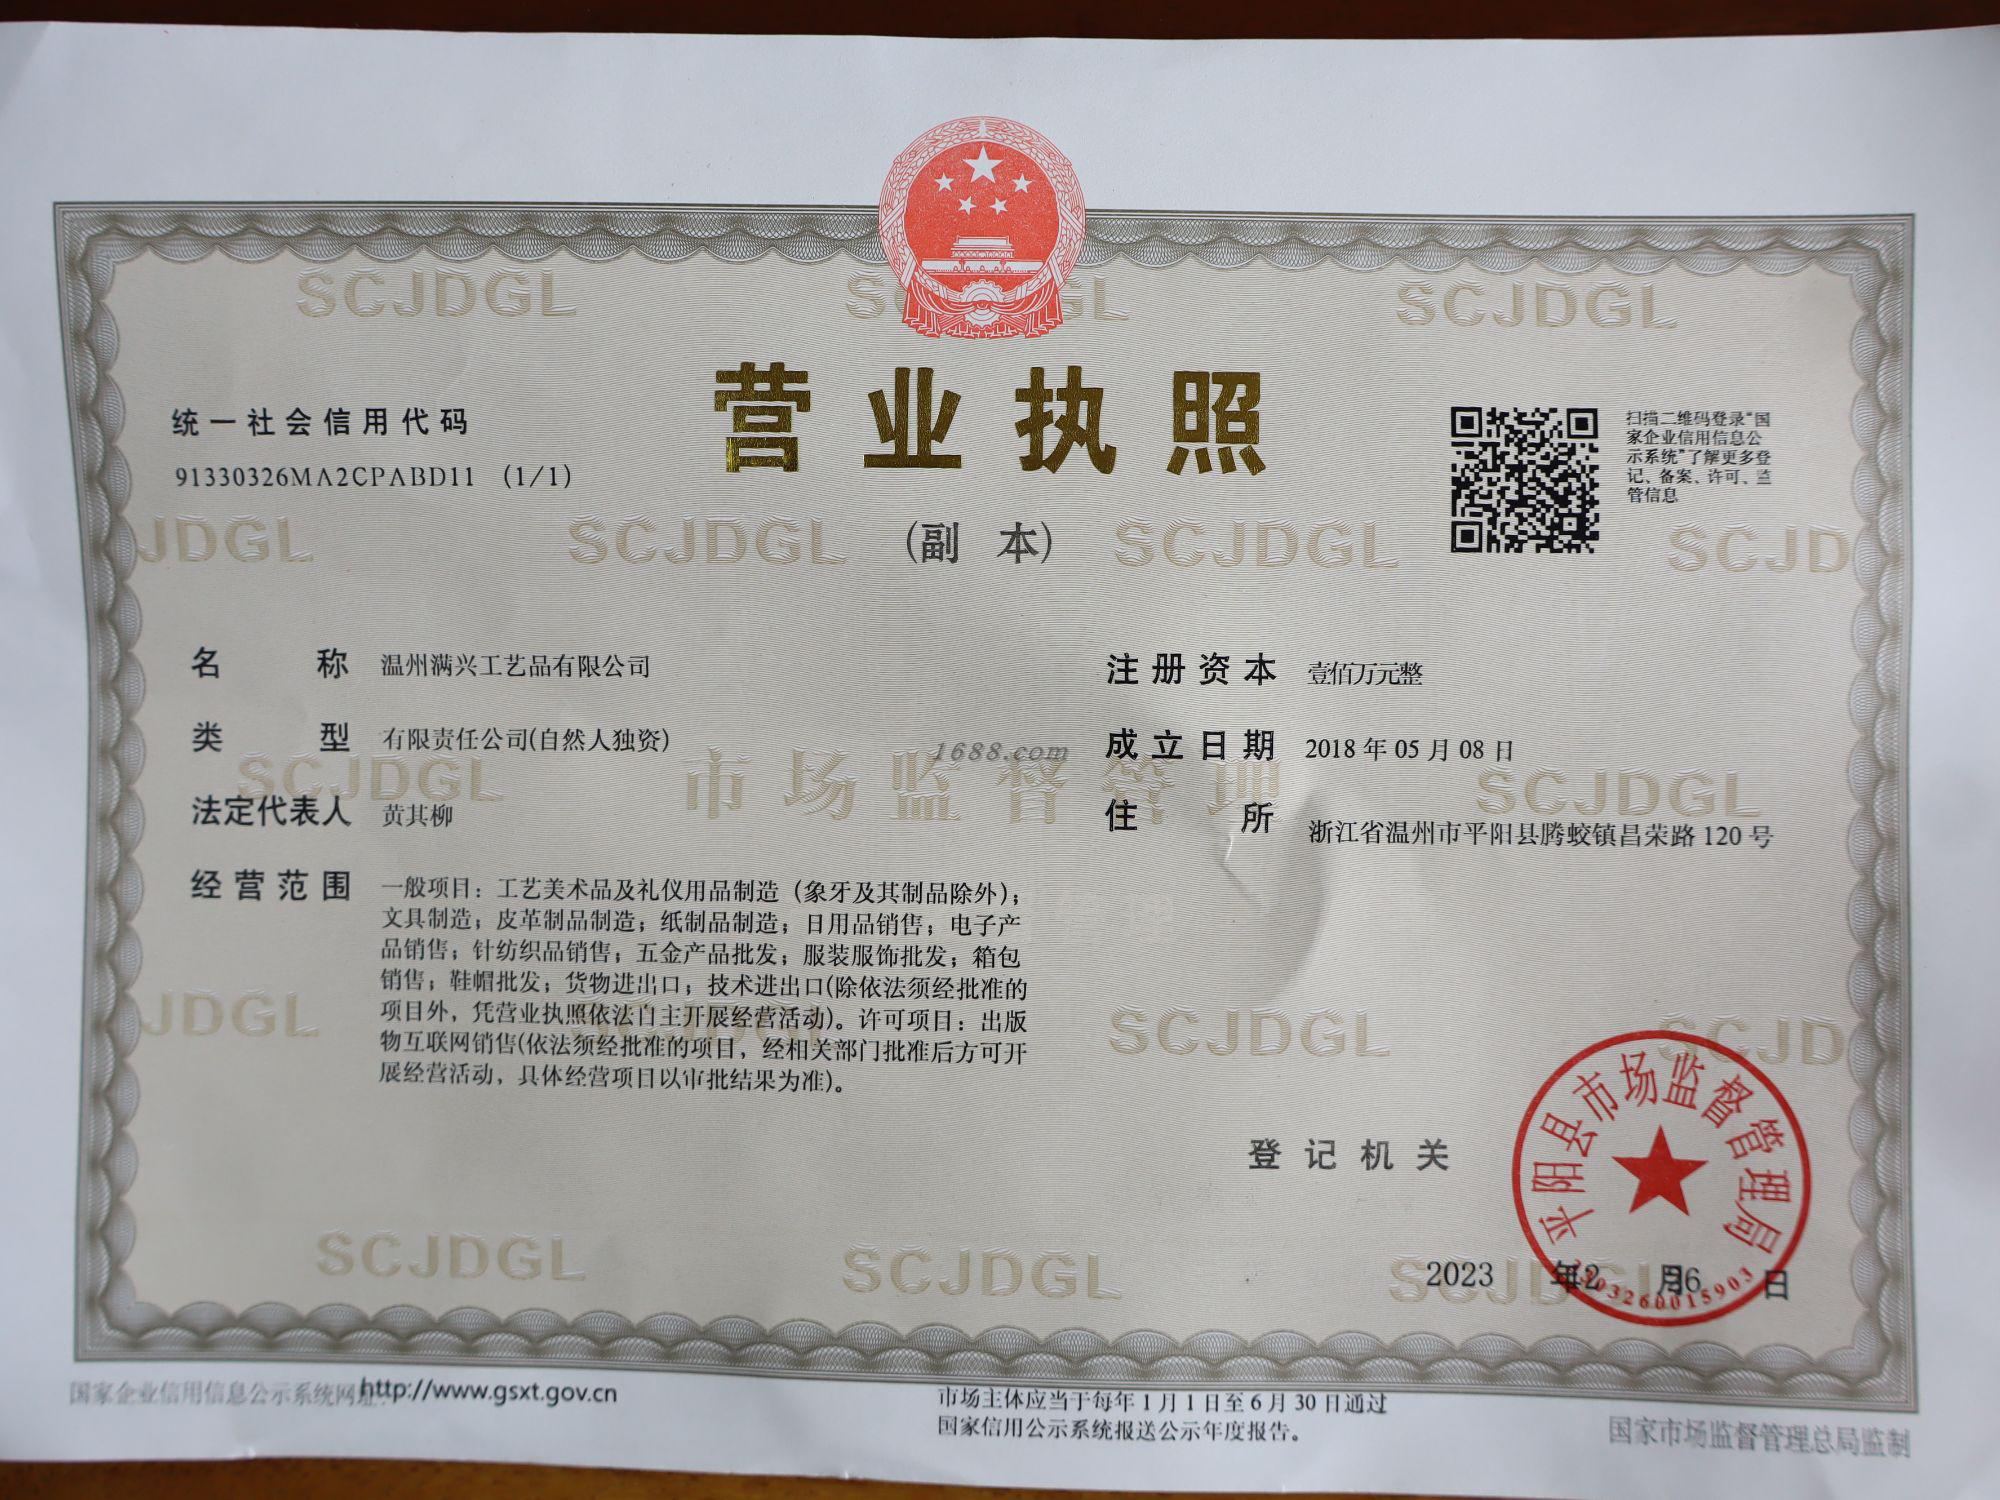 营业执照
(副 本)
统一社会信用代码
91330326MA2CPABD11 (1/1)
扫描二维码登录“国
家企业信用信息公
示系统”了解更多登
记、备案、许可、监
管信息
名 称 温州满兴工艺品有限公司
类 型 有限责任公司(自然人独资)
法定代表人 黄其柳
经营范围 一般项目：工艺美术品及礼仪用品制造（象牙及其制品除外）；
文具制造；皮革制品制造；纸制品制造；日用品销售；电子产
品销售；针纺织品销售；五金产品批发；服装服饰批发；箱包
销售；鞋帽批发；货物进出口；技术进出口(除依法须经批准的
项目外，凭营业执照依法自主开展经营活动)。许可项目：出版
物互联网销售(依法须经批准的项目，经相关部门批准后方可开
展经营活动，具体经营项目以审批结果为准)。
注册资本 壹佰万元整
成立日期 2018年05月08日
住 所 浙江省温州市平阳县腾蛟镇昌荣路120号
1688.com
市场监督管理
SCJDGL SCJDGL SCJDGL
JDGL SCJDGL SCJDGL SCJD
SCJDGL SCJDGL
JDGL SCJDGL SCJD
SCJDGL SCJDGL SCJDGL
登记机关
平阳县市场监督管理局
2023 年 月 日
国家企业信用信息公示系统网址:http://www.gsxt.gov.cn
市场主体应当于每年1月1日至6月30日通过
国家信用公示系统报送公示年度报告。
国家市场监督管理总局监制